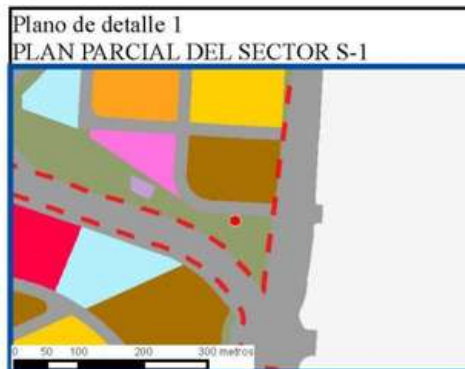 Plano de detalle 1
PLAN PARCIAL DEL SECTOR S-1
0 50 100 200 300 metros